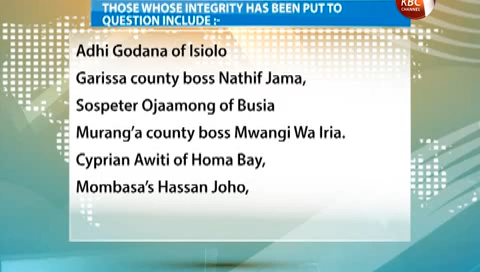 KBC
CHANNEL
THOSE WHOSE INTEGRITY HAS BEEN PUT TO
QUESTION INCLUDE ;-
Adhi Godana of Isiolo
Garissa county boss Nathif Jama,
Sospeter Ojaamong of Busia
Murang’a county boss Mwangi Wa Iria.
Cyprian Awiti of Homa Bay,
Mombasa’s Hassan Joho,